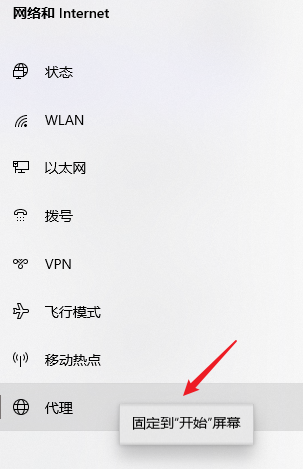 网络和 Internet
状态
WLAN
以太网
拨号
VPN
飞行模式
移动热点
代理
固定到"开始"屏幕